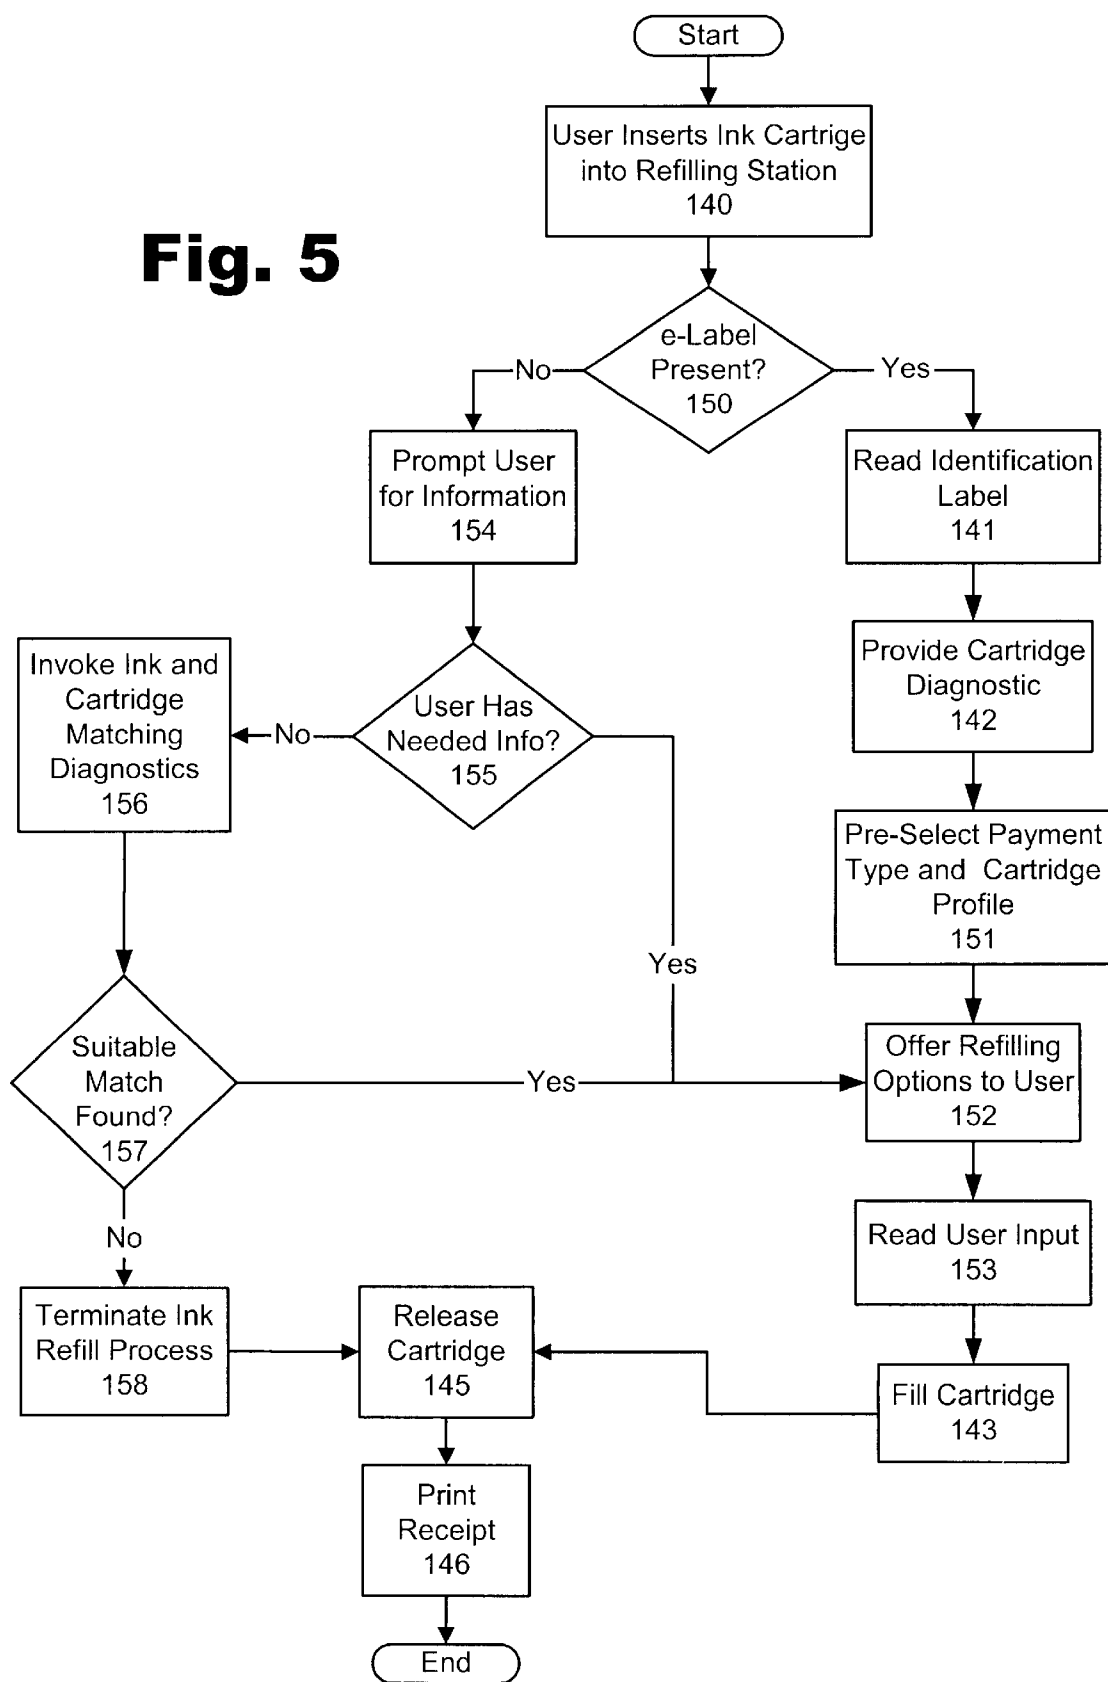 Start
User Inserts Ink Cartrige
into Refilling Station
140
Fig. 5
e-Label
Present?
150
No
Yes
Prompt User
for Information
154
Read Identification
Label
141
Invoke Ink and
Cartridge
Matching
Diagnostics
156
No
User Has
Needed Info?
155
Provide Cartridge
Diagnostic
142
Pre-Select Payment
Type and Cartridge
Profile
151
Yes
Suitable
Match
Found?
157
Yes
Offer Refilling
Options to User
152
No
Read User Input
153
Terminate Ink
Refill Process
158
Release
Cartridge
145
Fill Cartridge
143
Print
Receipt
146
End